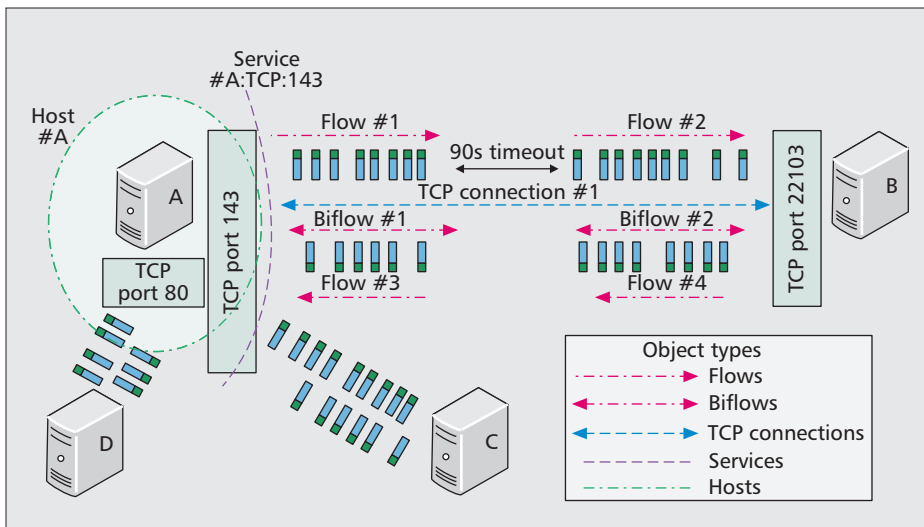 Service
#A:TCP:143
Host
#A
Flow #1
Flow #2
90s timeout
TCP connection #1
A
TCP port 143
TCP port 22103
B
Biflow #1
Biflow #2
TCP
port 80
Flow #3
Flow #4
D
C
Object types
Flows
Biflows
TCP connections
Services
Hosts